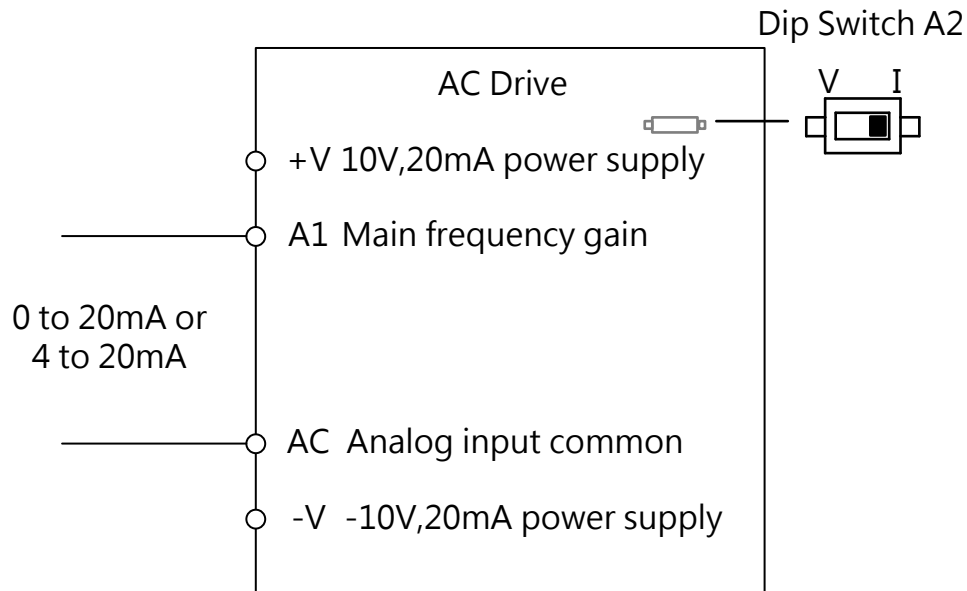 Dip Switch A2
V I
AC Drive
+V 10V,20mA power supply
A1 Main frequency gain
0 to 20mA or
4 to 20mA
AC Analog input common
-V -10V,20mA power supply